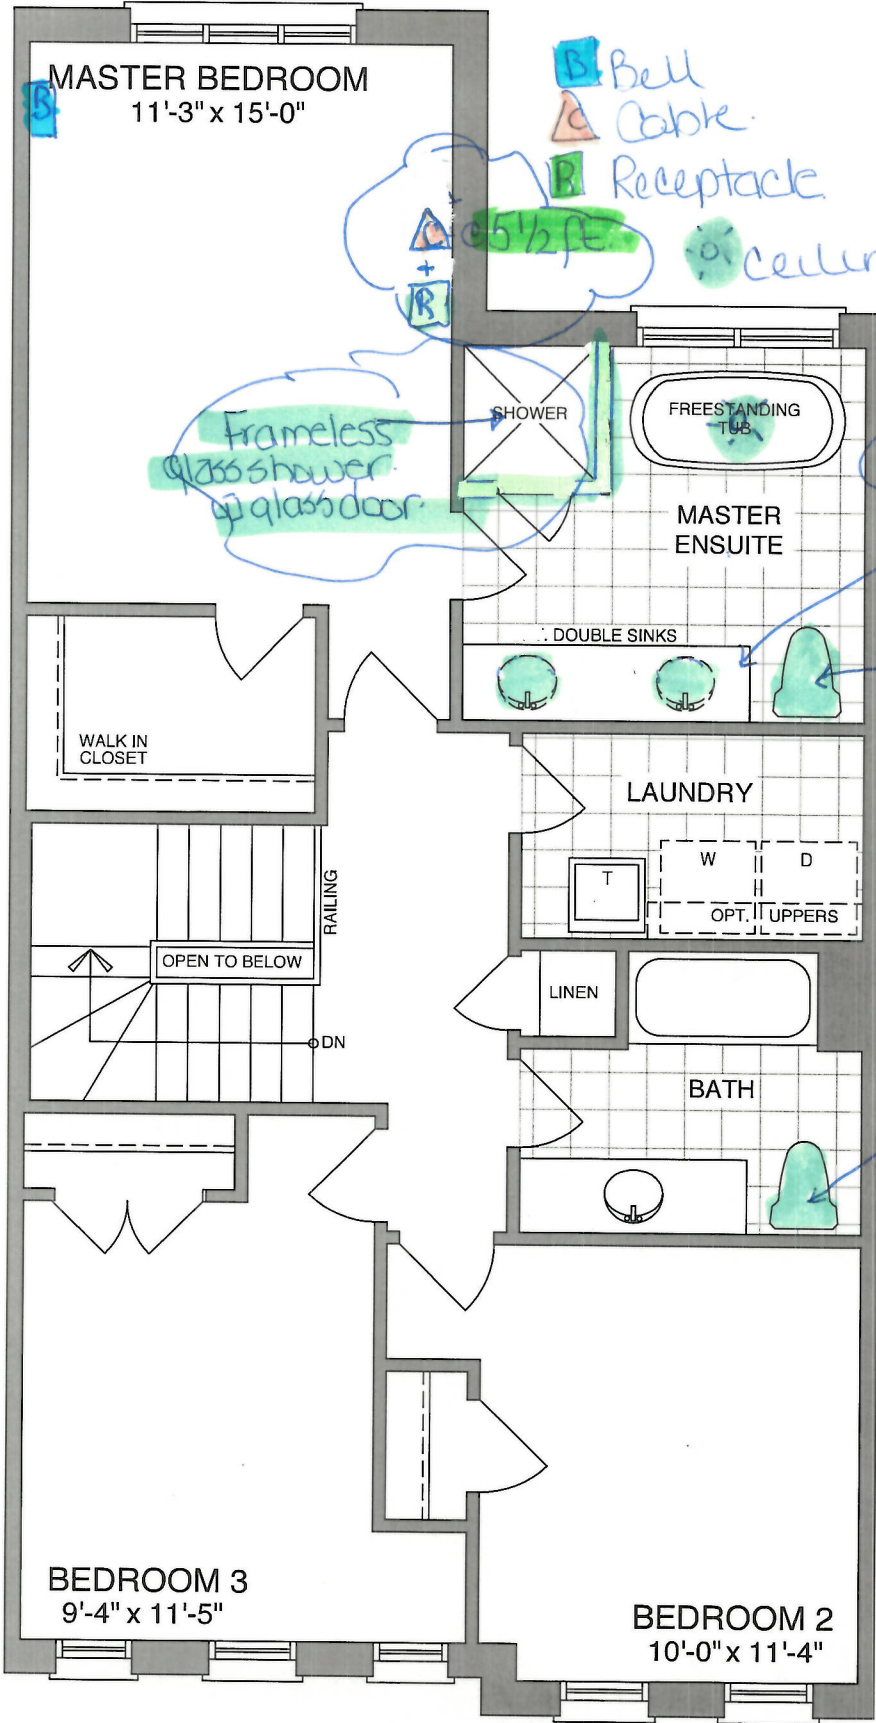 MASTER BEDROOM
11'-3" x 15'-0"
B
B Bell
C Cable
R Receptacle
C + @ 5 1/2 ft.
+
R
SHOWER
FREESTANDING
TUB
Frameless
glass shower
glass door
MASTER
ENSUITE
DOUBLE SINKS
WALK IN
CLOSET
LAUNDRY
RAILING
T
W
D
OPT. UPPERS
OPEN TO BELOW
LINEN
DN
BATH
BEDROOM 3
9'-4" x 11'-5"
BEDROOM 2
10'-0" x 11'-4"